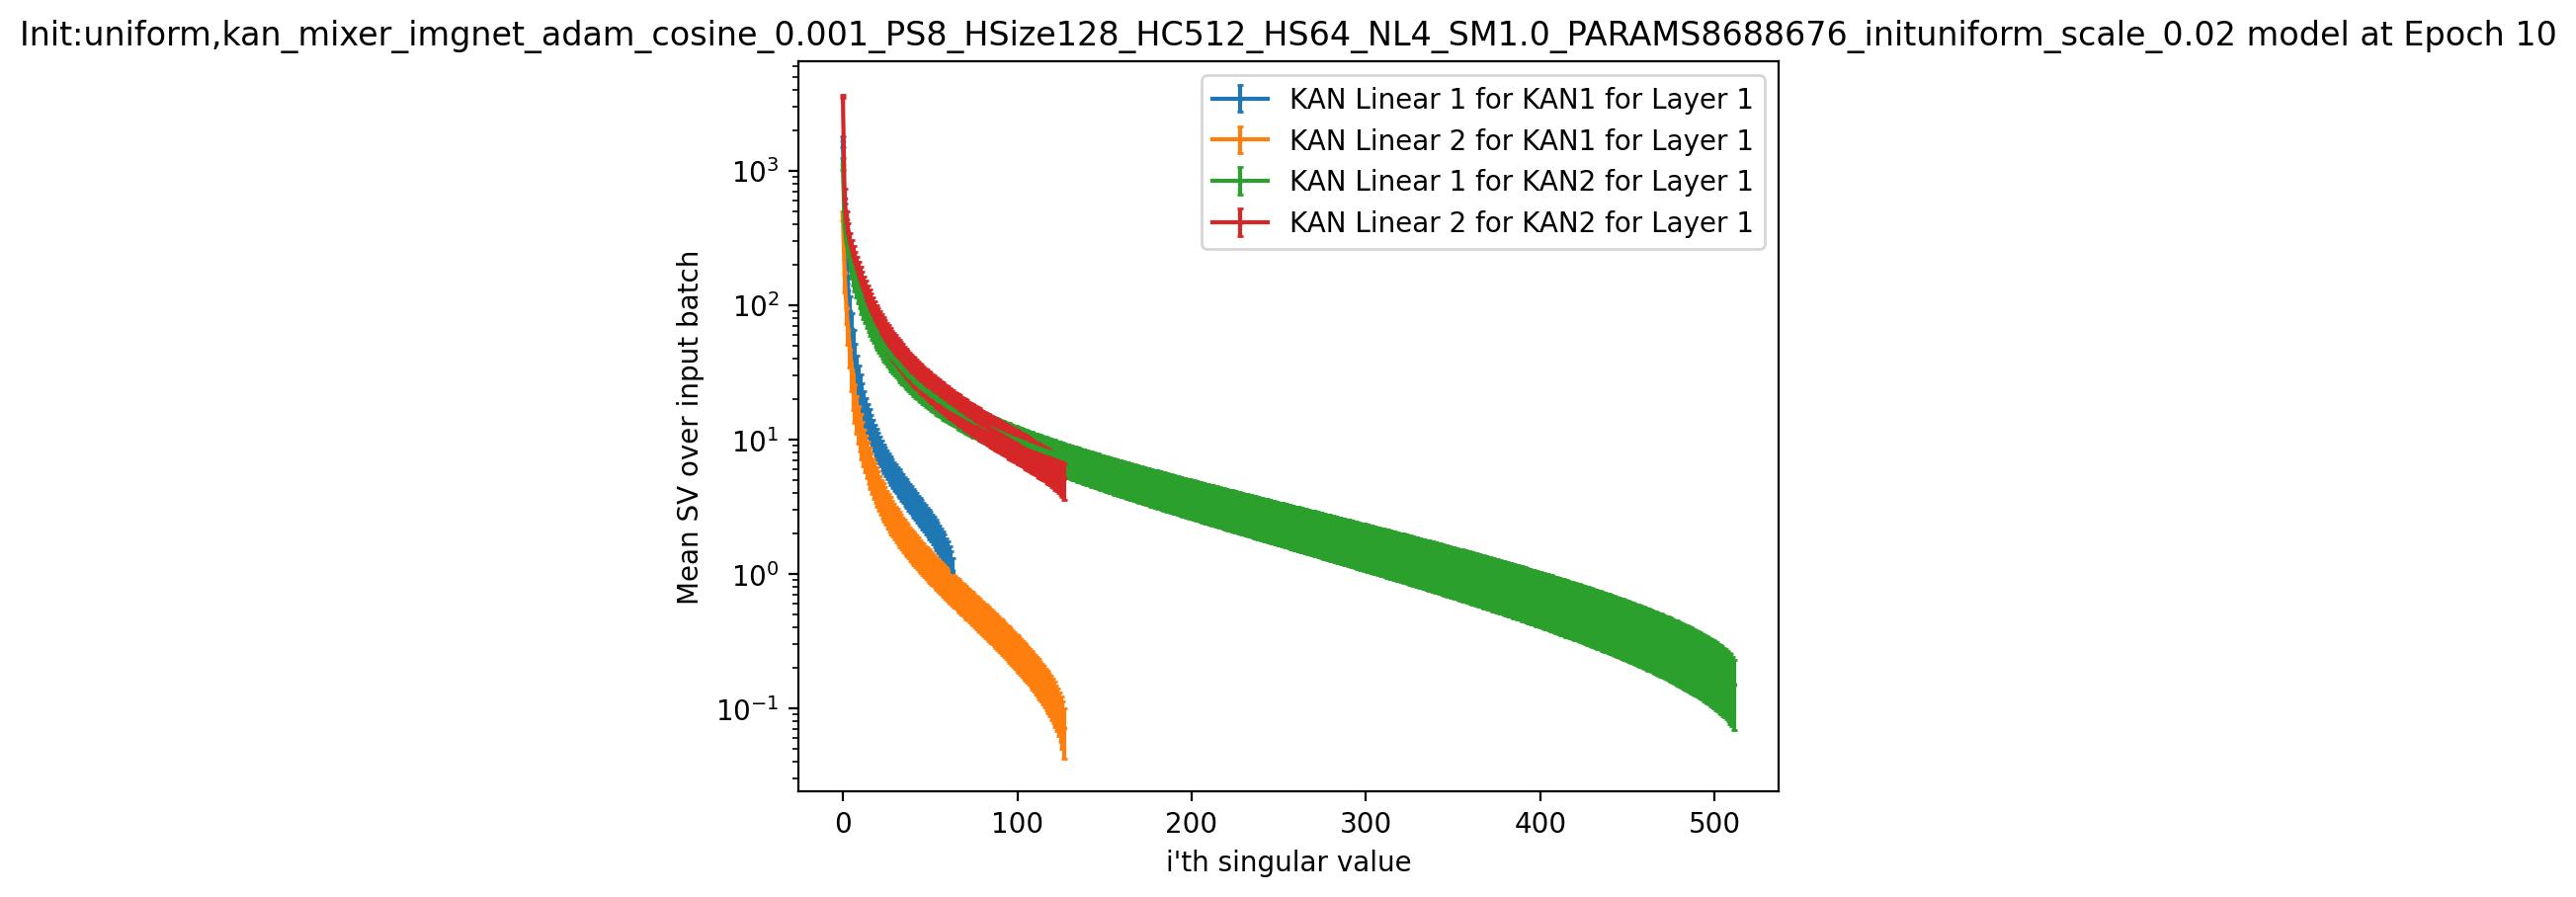 Init:uniform,kan_mixer_imgnet_adam_cosine_0.001_PS8_HSize128_HC512_HS64_NL4_SM1.0_PARAMS8688676_inituniform_scale_0.02 model at Epoch 10
KAN Linear 1 for KAN1 for Layer 1
KAN Linear 2 for KAN1 for Layer 1
KAN Linear 1 for KAN2 for Layer 1
KAN Linear 2 for KAN2 for Layer 1
Mean SV over input batch
10³
10²
10¹
10⁰
10⁻¹
0 100 200 300 400 500
i'th singular value